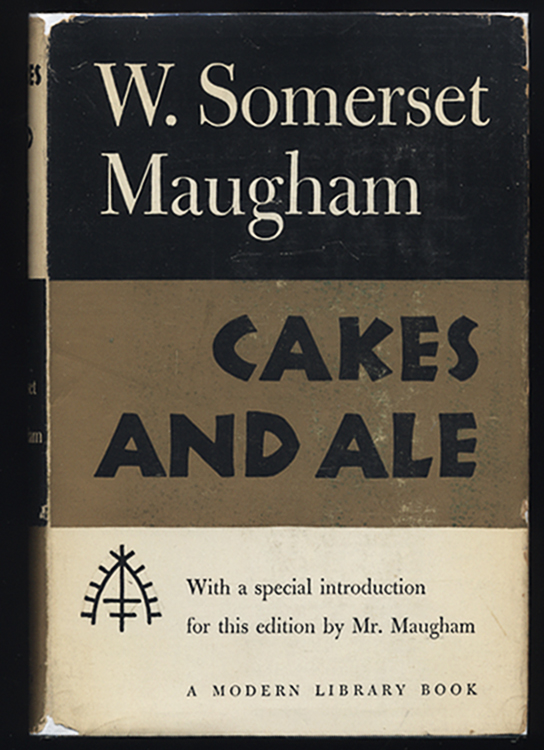 W. Somerset
Maugham
CAKES
AND ALE
With a special introduction
for this edition by Mr. Maugham
A MODERN LIBRARY BOOK